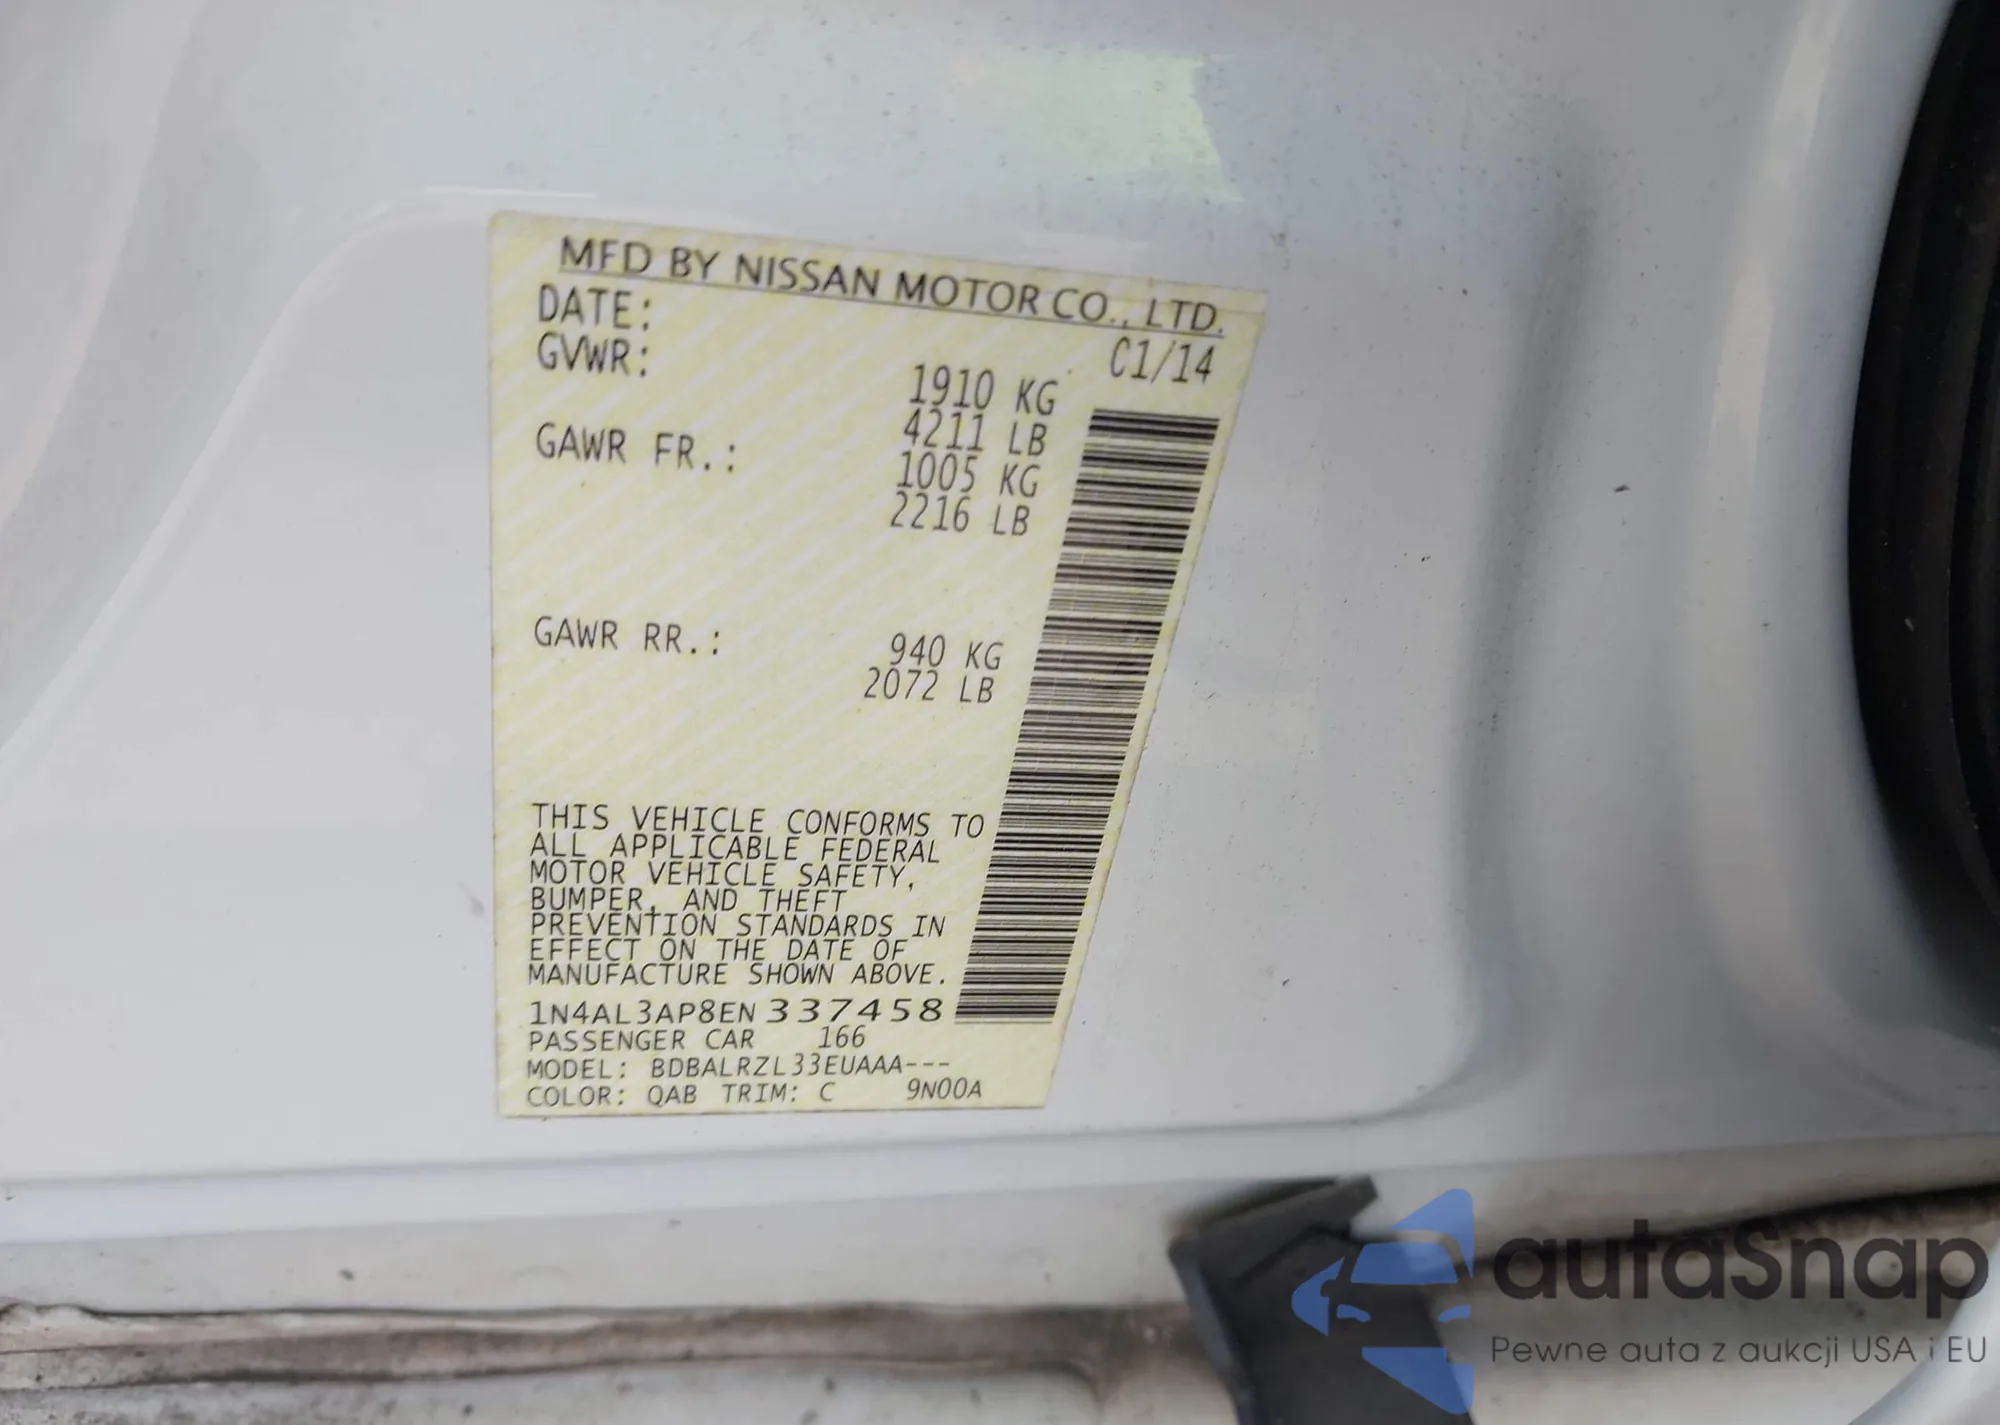 MFD BY NISSAN MOTOR CO., LTD.
DATE: C1/14
GVWR: 1910 KG
4211 LB
GAWR FR.: 1005 KG
2216 LB
GAWR RR.: 940 KG
2072 LB
THIS VEHICLE CONFORMS TO
ALL APPLICABLE FEDERAL
MOTOR VEHICLE SAFETY,
BUMPER, AND THEFT
PREVENTION STANDARDS IN
EFFECT ON THE DATE OF
MANUFACTURE SHOWN ABOVE.
1N4AL3AP8EN337458
PASSENGER CAR 166
MODEL: BDBALRZL33EUAAA---
COLOR: QAB TRIM: C 9N00A
autaSnap
Pewne auta z aukcji USA i EU